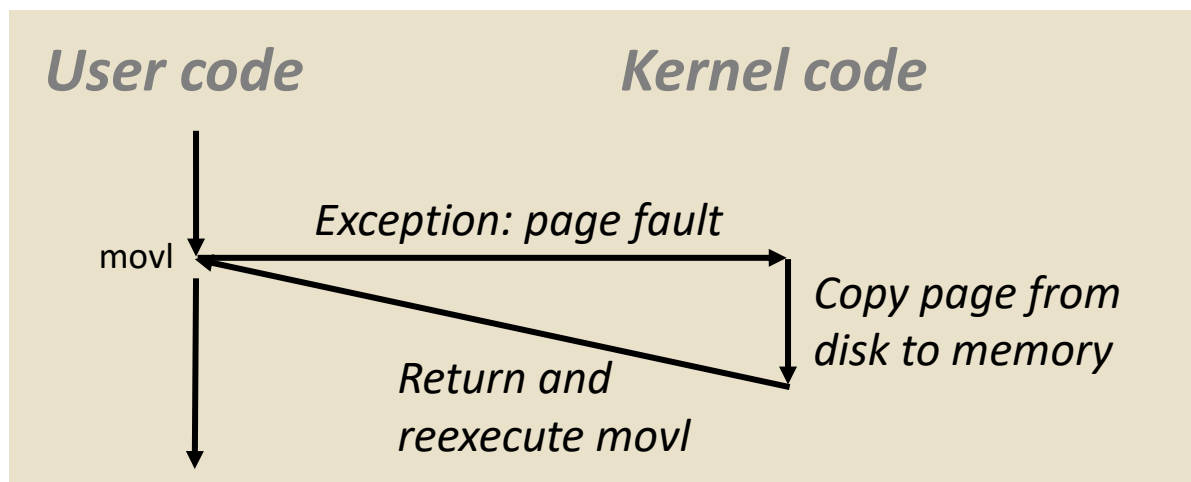 User code
Kernel code
Exception: page fault
movl
Copy page from
disk to memory
Return and
reexecute movl